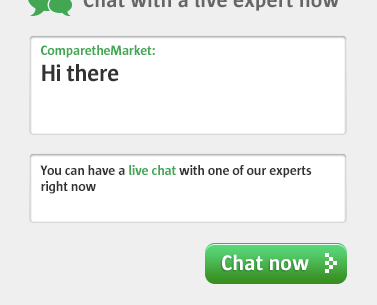 Chat with a live expert now
ComparetheMarket:
Hi there
You can have a live chat with one of our experts
right now
Chat now